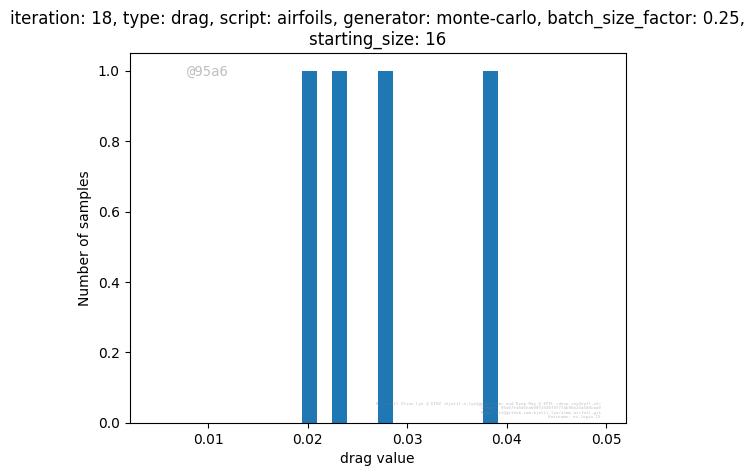 iteration: 18, type: drag, script: airfoils, generator: monte-carlo, batch_size_factor: 0.25,
starting_size: 16
@95a6
1.0
0.8
0.6
0.4
0.2
0.0
Number of samples
0.01
0.02
0.03
0.04
0.05
drag value